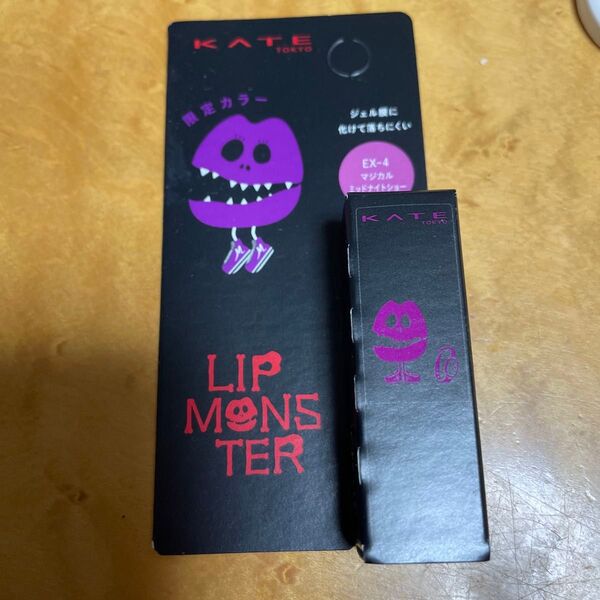 KATE
TOKYO
限定カラー
ジェル膜に
化けて落ちにくい
EX-4
マジカル
ミッドナイトショー
LIP
MONS
TER
KATE
TOKYO